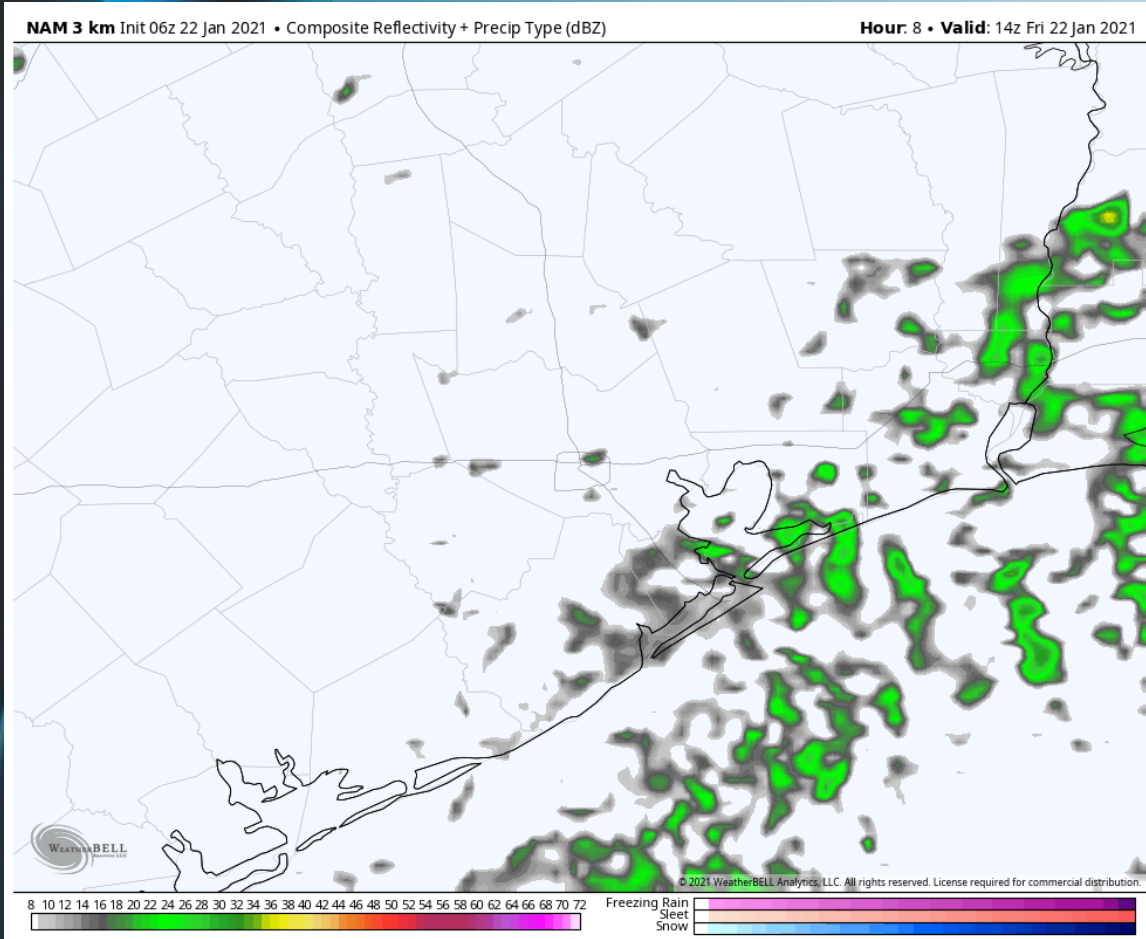 NAM 3 km Init 06z 22 Jan 2021 • Composite Reflectivity + Precip Type (dBZ)
Hour: 8 • Valid: 14z Fri 22 Jan 2021
WEATHERBELL
ANALYTICS LLC
© 2021 WeatherBELL Analytics, LLC. All rights reserved. License required for commercial distribution.
8 10 12 14 16 18 20 22 24 26 28 30 32 34 36 38 40 42 44 46 48 50 52 54 56 58 60 62 64 66 68 70 72
Freezing Rain
Sleet
Snow